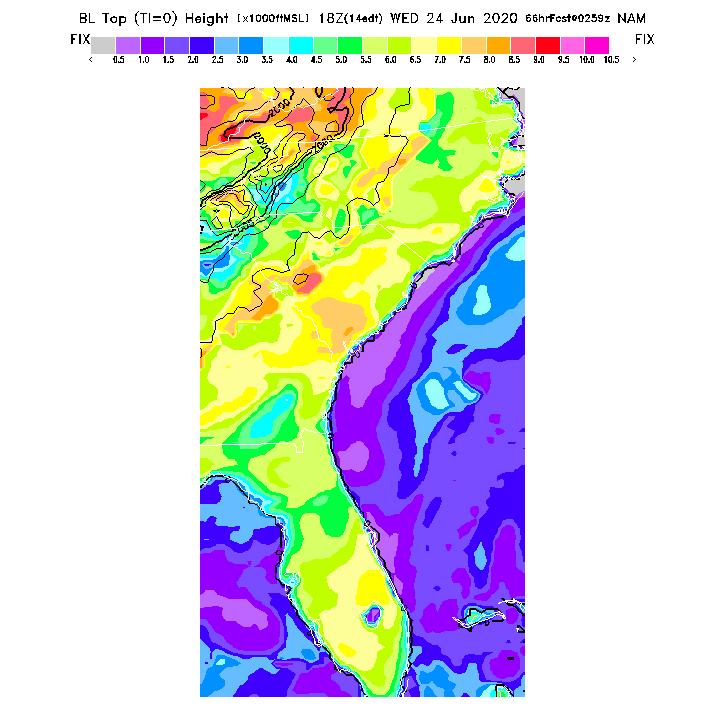 BL Top (TI=0) Height [x1000ftMSL] 18Z(14edt) WED 24 Jun 2020 66hrFcst@0259z NAM
FIX FIX
< 0.5 1.0 1.5 2.0 2.5 3.0 3.5 4.0 4.5 5.0 5.5 6.0 6.5 7.0 7.5 8.0 8.5 9.0 9.5 10.0 10.5 >
2000
2000
2000